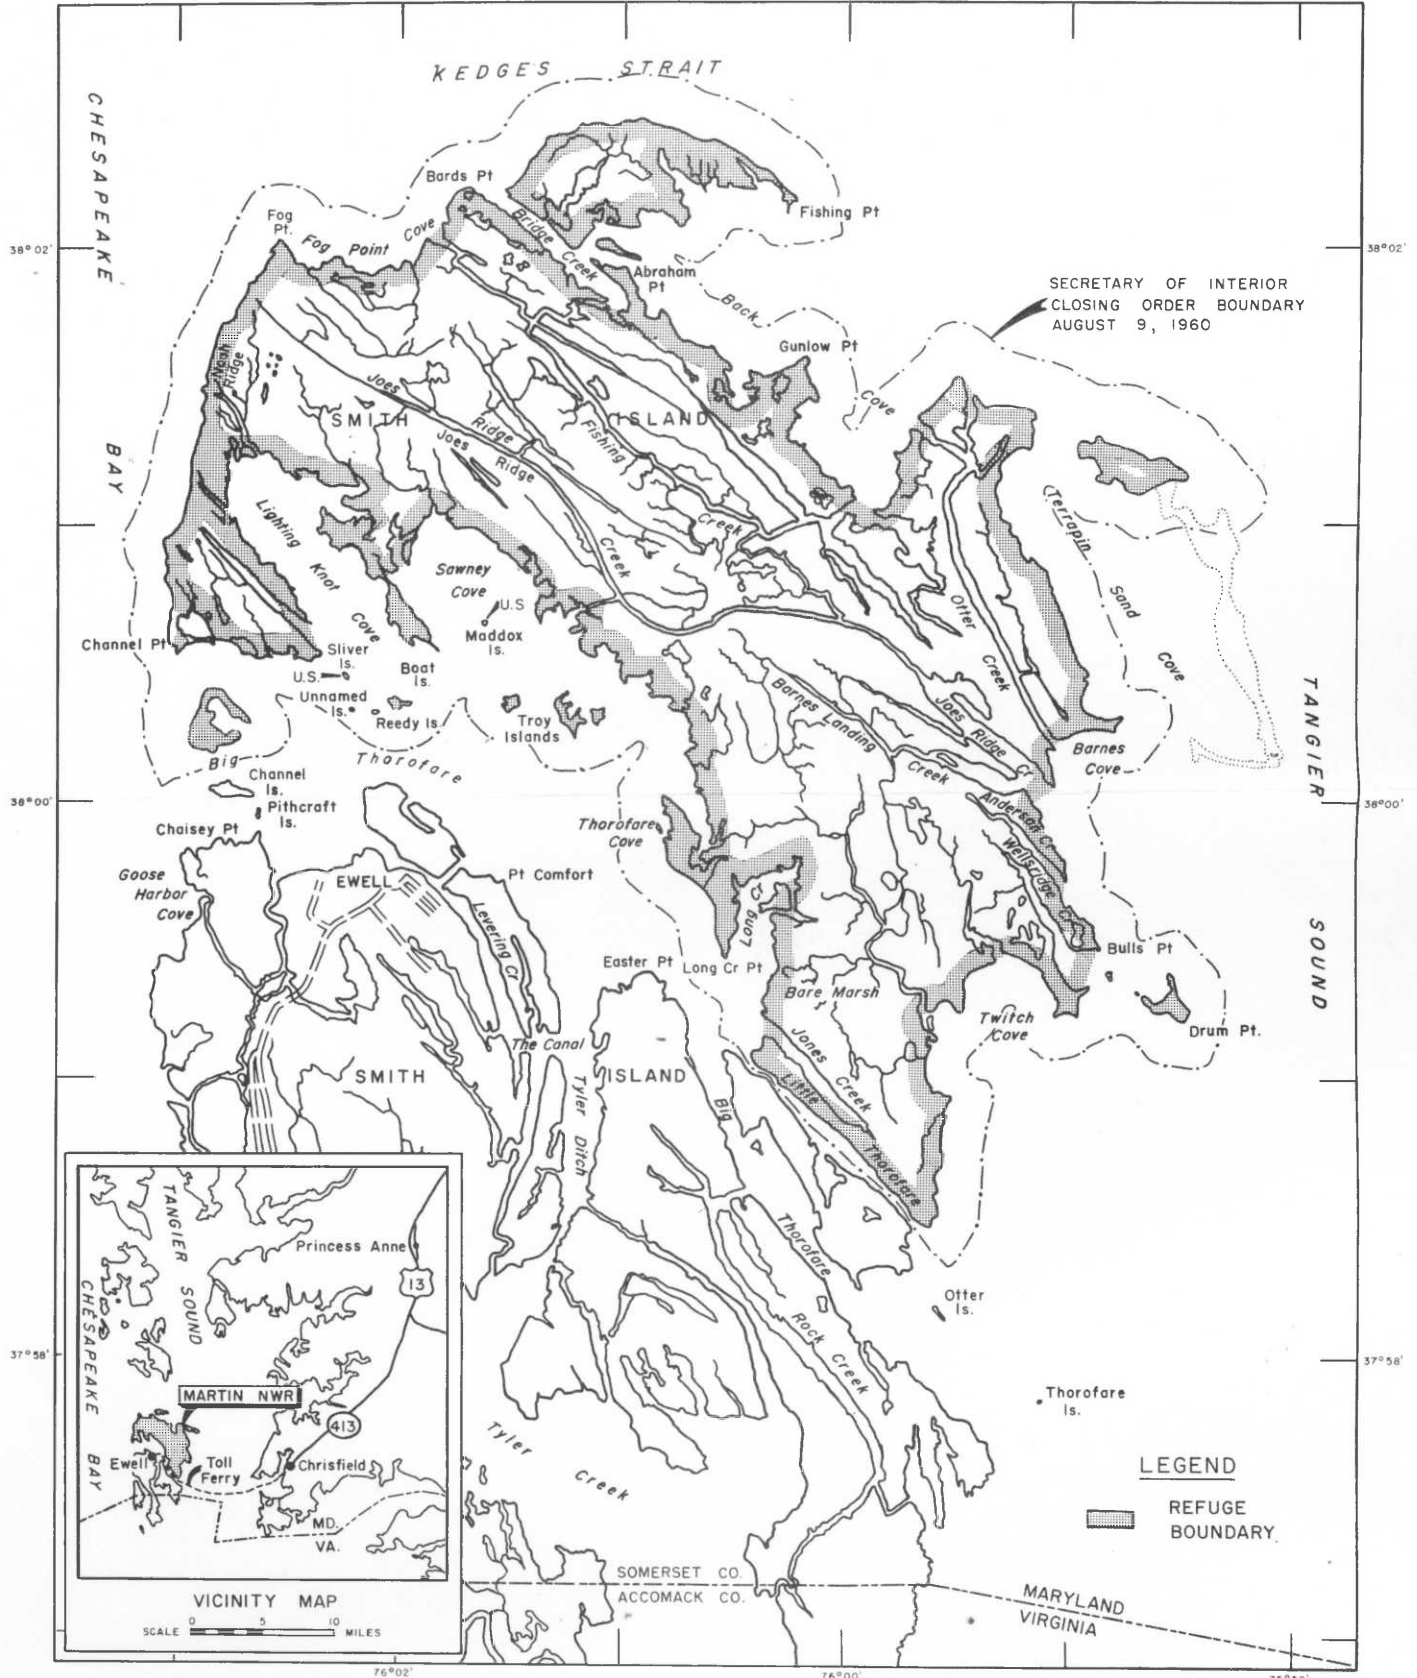 KEDGES STRAIT
CHESAPEAKE
BAY
Bards Pt
Fishing Pt
Fog
Pt.
Fog Point Cove
Bridge
Creek
38°02'
38°02'
Abraham
Pt
Back
Cove
SECRETARY OF INTERIOR
CLOSING ORDER BOUNDARY
AUGUST 9, 1960
Gunlow Pt
Noah
Ridge
Joes
Ridge
SMITH
ISLAND
Joes
Ridge
Creek
Fishing
Creek
Lighting
Knot
Cove
Terrapin
Sand
Cove
Sawney
Cove
U.S
Maddox
Is.
Otter
Creek
Channel Pt
Sliver
Is.
U.S.
Boat
Is.
Unnamed
Is.
Reedy Is.
Troy
Islands
Barnes Landing
Creek
Joes
Ridge
Cr
Barnes
Cove
TANGIER
SOUND
Big
Thorofare
Channel
Is.
Pithcraft
Is.
38°00'
38°00'
Chaisey Pt
Thorofare
Cove
Anderson Cr
Wellsridge Cr
Goose
Harbor
Cove
EWELL
Pt Comfort
Levering Cr
Long
Easter Pt
Long Cr Pt
Bulls Pt
Bare Marsh
Twitch
Cove
Drum Pt.
The Canal
SMITH
ISLAND
Tyler
Ditch
Jones
Creek
Little
Thorofare
Big
Thorofare
Rock
Creek
Otter
Is.
37°58'
37°58'
Thorofare
Is.
Tyler
Creek
LEGEND
REFUGE
BOUNDARY
SOMERSET CO.
ACCOMACK CO.
MARYLAND
VIRGINIA
TANGIER
SOUND
Princess Anne
13
CHESAPEAKE
BAY
MARTIN NWR
413
Ewell
Toll
Ferry
Chrisfield
MD.
VA.
VICINITY MAP
SCALE 0 5 10 MILES
76°02'
76°00'